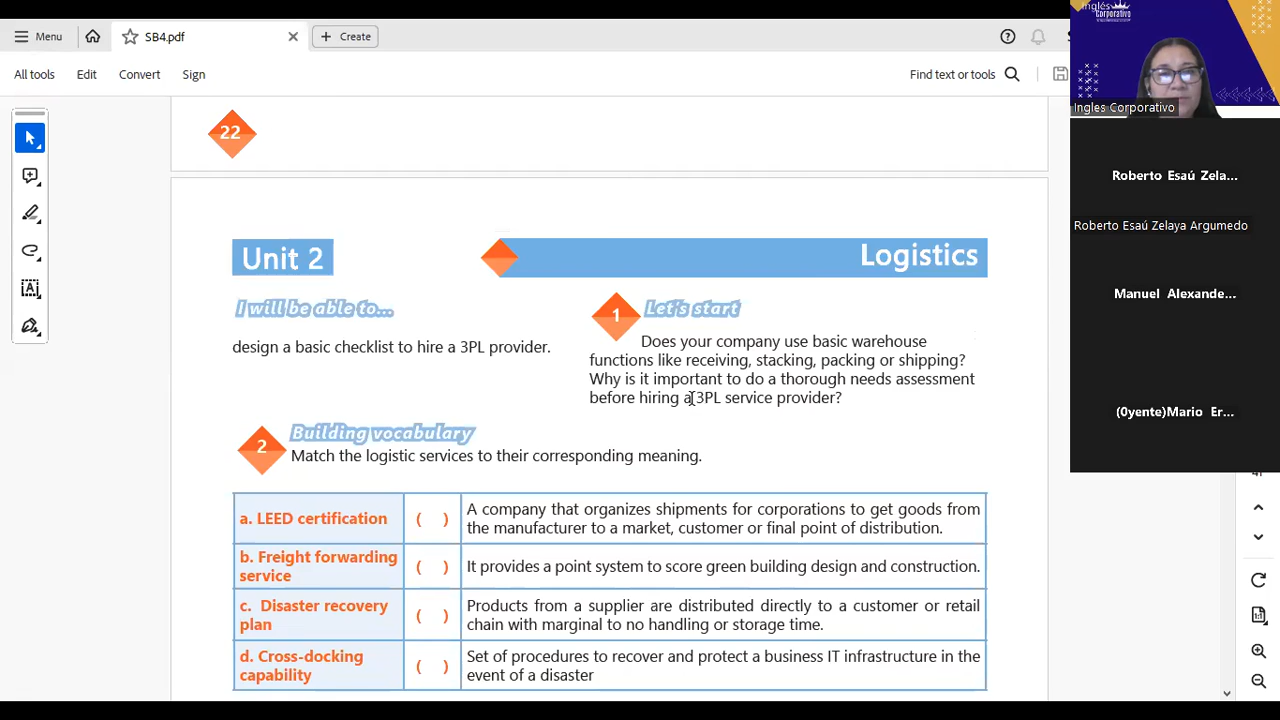 Menu
SB4.pdf
Create
All tools
Edit
Convert
Sign
Find text or tools
22
Unit 2
Logistics
I will be able to...
design a basic checklist to hire a 3PL provider.
1
Let's start
Does your company use basic warehouse
functions like receiving, stacking, packing or shipping?
Why is it important to do a thorough needs assessment
before hiring a 3PL service provider?
2
Building vocabulary
Match the logistic services to their corresponding meaning.
a. LEED certification
( )
A company that organizes shipments for corporations to get goods from
the manufacturer to a market, customer or final point of distribution.
b. Freight forwarding
service
( )
It provides a point system to score green building design and construction.
c. Disaster recovery
plan
( )
Products from a supplier are distributed directly to a customer or retail
chain with marginal to no handling or storage time.
d. Cross-docking
capability
( )
Set of procedures to recover and protect a business IT infrastructure in the
event of a disaster
Inglés
Corporativo
Ingles Corporativo
Roberto Esaú Zela...
Roberto Esaú Zelaya Argumedo
Manuel Alexande...
(0yente)Mario Er...